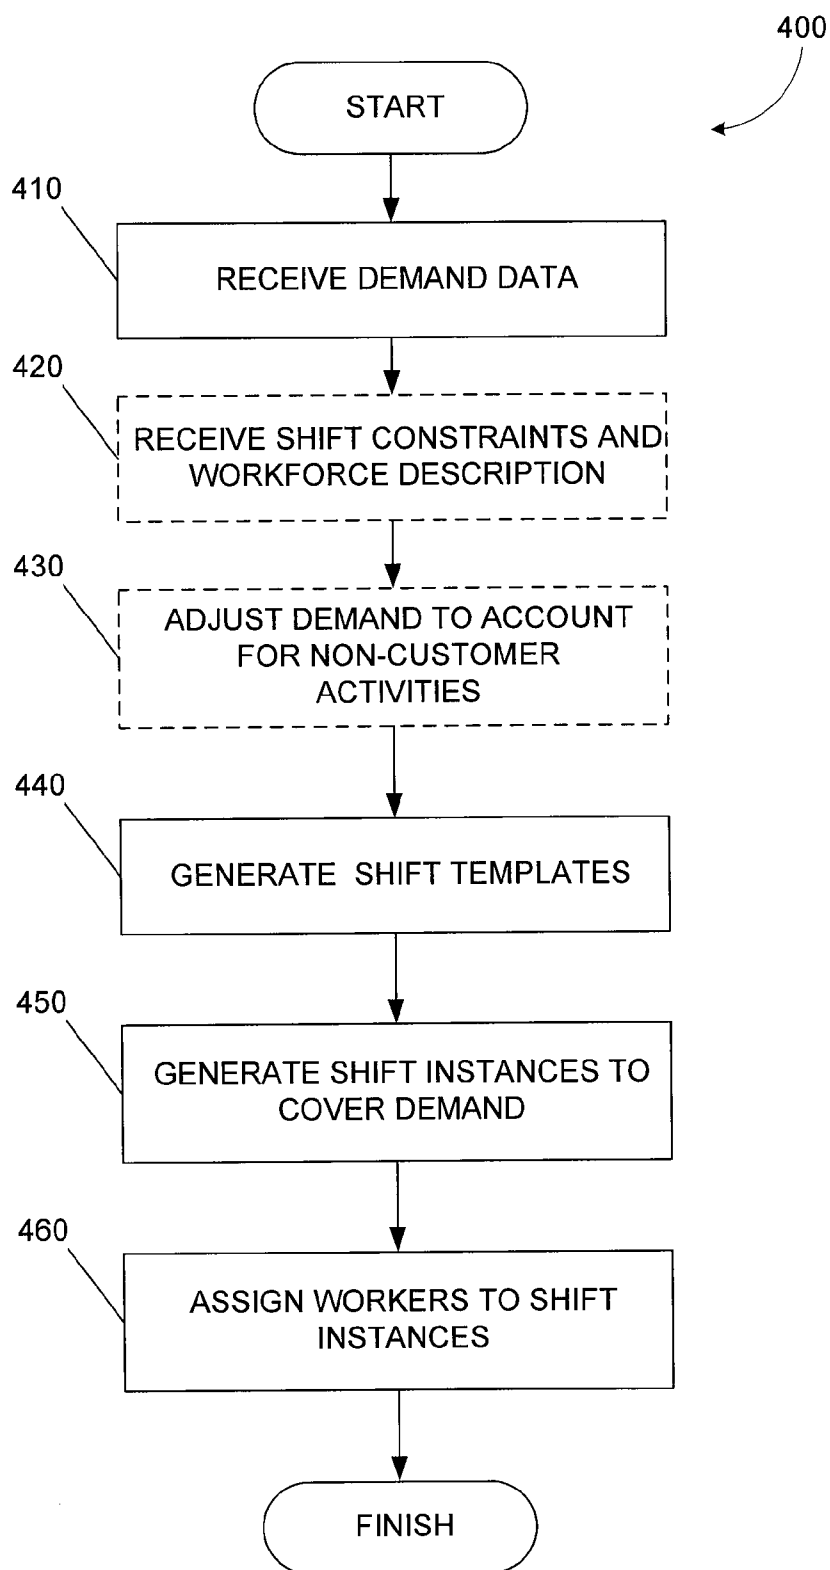 400
START
410
RECEIVE DEMAND DATA
420
RECEIVE SHIFT CONSTRAINTS AND
WORKFORCE DESCRIPTION
430
ADJUST DEMAND TO ACCOUNT
FOR NON-CUSTOMER
ACTIVITIES
440
GENERATE SHIFT TEMPLATES
450
GENERATE SHIFT INSTANCES TO
COVER DEMAND
460
ASSIGN WORKERS TO SHIFT
INSTANCES
FINISH